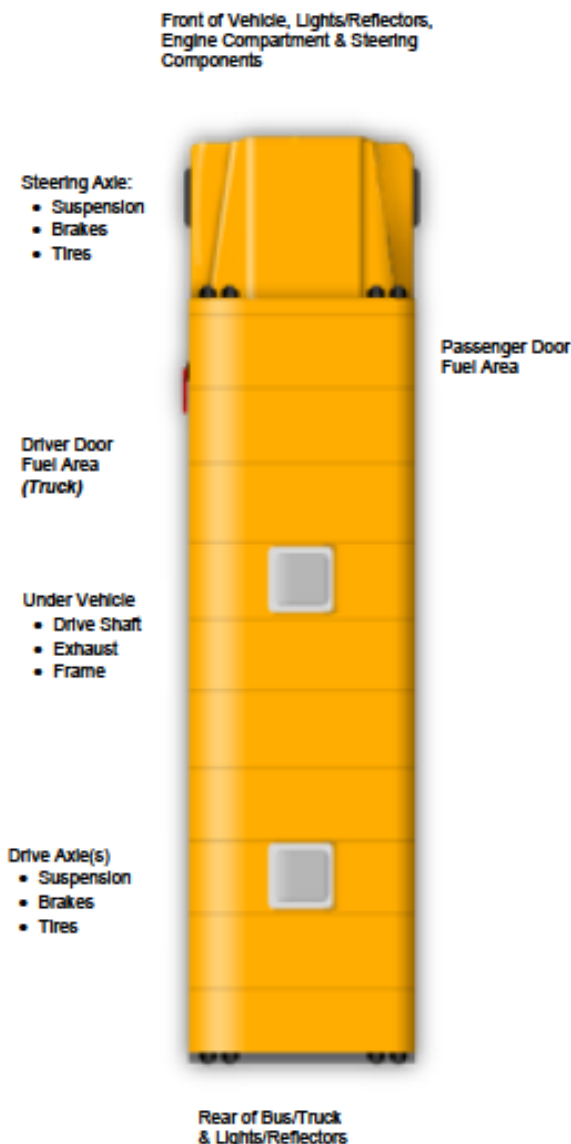 Front of Vehicle, Lights/Reflectors,
Engine Compartment & Steering
Components
Steering Axle:
• Suspension
• Brakes
• Tires
Passenger Door
Fuel Area
Driver Door
Fuel Area
(Truck)
Under Vehicle
• Drive Shaft
• Exhaust
• Frame
Drive Axle(s)
• Suspension
• Brakes
• Tires
Rear of Bus/Truck
& Lights/Reflectors